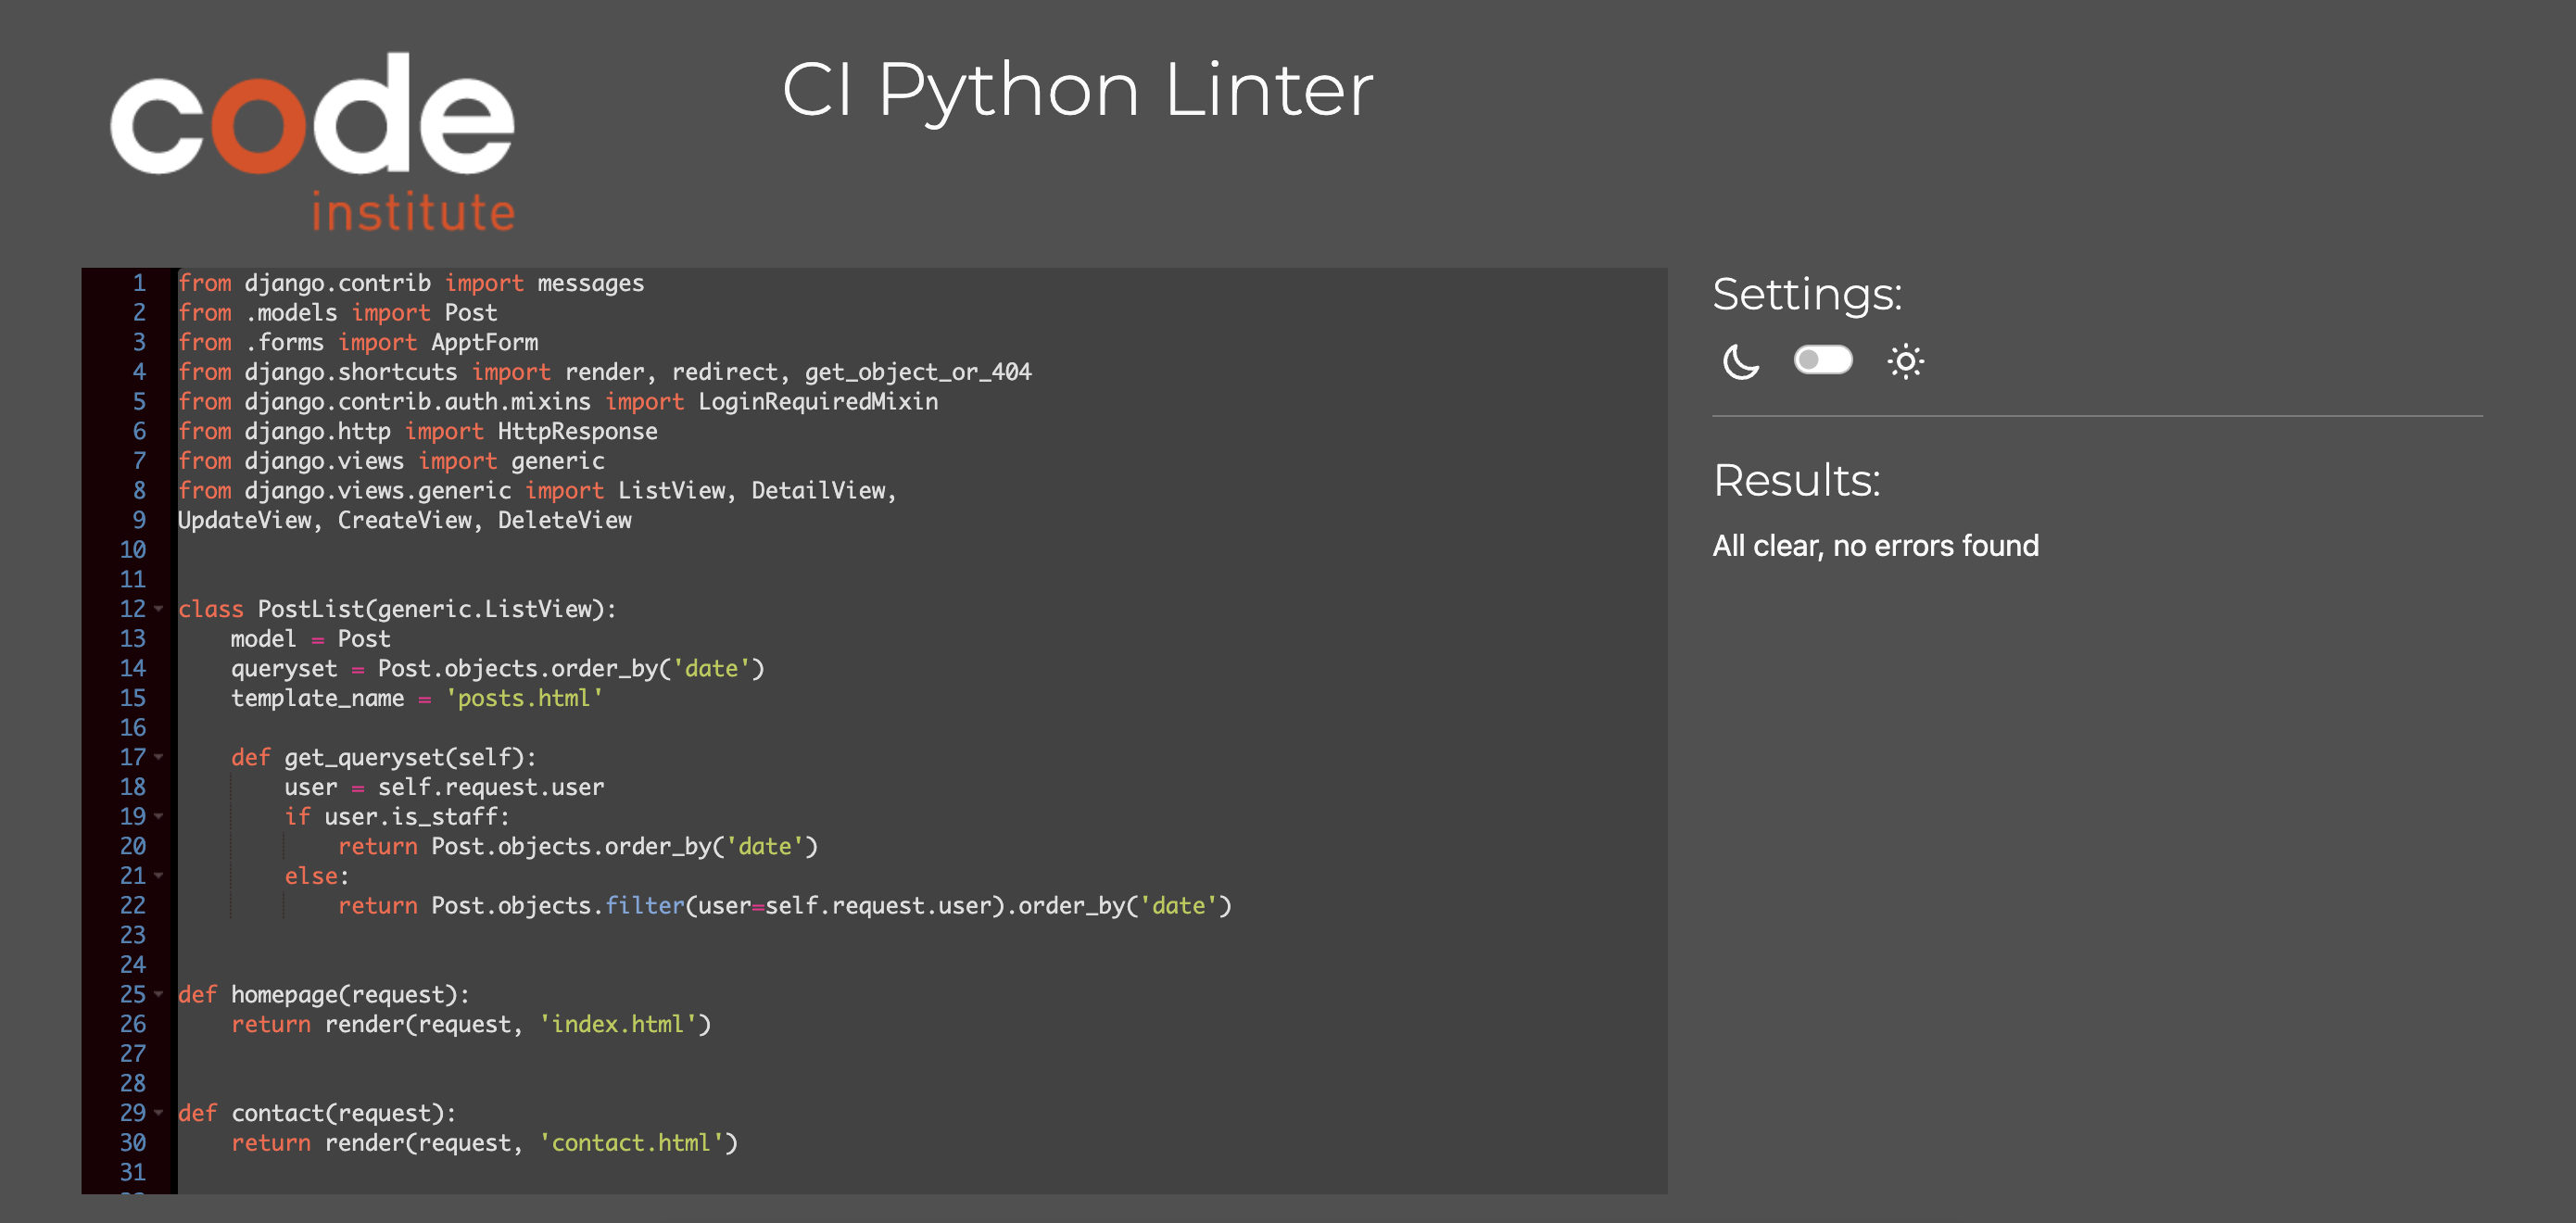 code
institute
CI Python Linter
1 from django.contrib import messages
2 from .models import Post
3 from .forms import ApptForm
4 from django.shortcuts import render, redirect, get_object_or_404
5 from django.contrib.auth.mixins import LoginRequiredMixin
6 from django.http import HttpResponse
7 from django.views import generic
8 from django.views.generic import ListView, DetailView,
9 UpdateView, CreateView, DeleteView
10
11
12 class PostList(generic.ListView):
13     model = Post
14     queryset = Post.objects.order_by('date')
15     template_name = 'posts.html'
16
17     def get_queryset(self):
18         user = self.request.user
19         if user.is_staff:
20             return Post.objects.order_by('date')
21         else:
22             return Post.objects.filter(user=self.request.user).order_by('date')
23
24
25 def homepage(request):
26     return render(request, 'index.html')
27
28
29 def contact(request):
30     return render(request, 'contact.html')
31
Settings:
Results:
All clear, no errors found